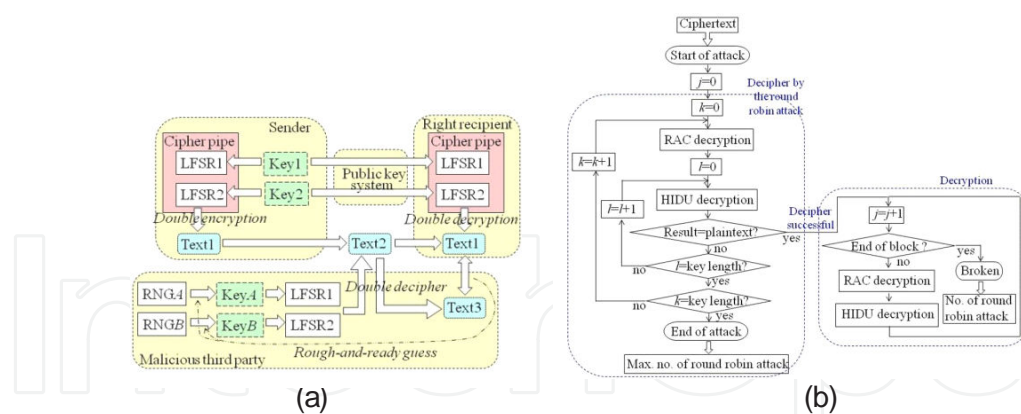 Sender
Right recipient
Cipher pipe
Cipher pipe
LFSR1
Key1
LFSR1
Public key
system
LFSR2
Key2
LFSR2
Double encryption
Double decryption
Text1
Text2
Text1
Double decipher
RNGA
KeyA
LFSR1
Text3
RNGB
KeyB
LFSR2
Rough-and-ready guess
Malicious third party
(a)
Ciphertext
Start of attack
j=0
Decipher by
the round
robin attack
k=0
RAC decryption
k=k+1
l=0
l=l+1
HIDU decryption
Decipher
successful
Result=plaintext?
yes
no
no
l=key length?
yes
no
k=key length?
yes
End of attack
Max. no. of round robin attack
Decryption
j=j+1
End of block ?
yes
no
RAC decryption
Broken
HIDU decryption
No. of round
robin attack
(b)